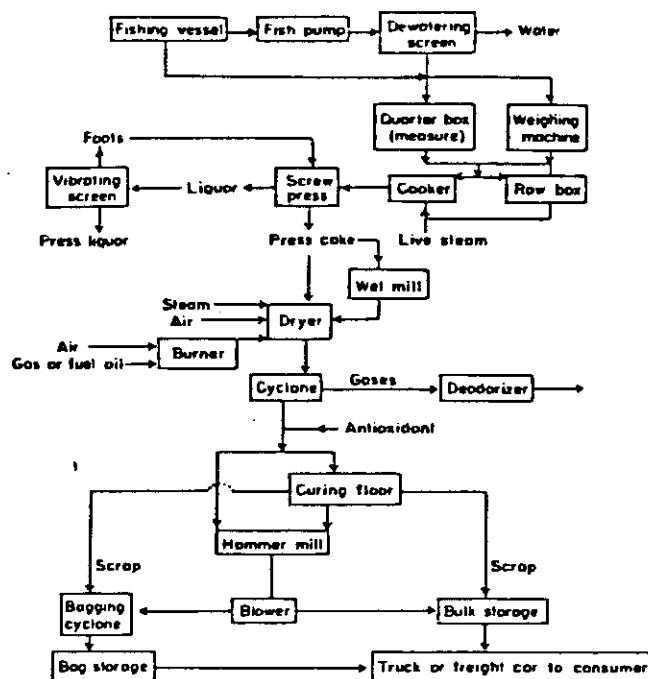 Fishing vessel
Fish pump
Dewatering
screen
Water
Quarter box
(measure)
Weighing
machine
Foots
Vibrating
screen
Liquor
Screw
press
Cooker
Raw box
Press liquor
Press cake
Live steam
Wet mill
Steam
Air
Dryer
Air
Burner
Gas or fuel oil
Cyclone
Gases
Deodorizer
Antioxidant
Curing floor
Hammer mill
Scrap
Scrap
Bagging
cyclone
Blower
Bulk storage
Bag storage
Truck or freight car to consumer